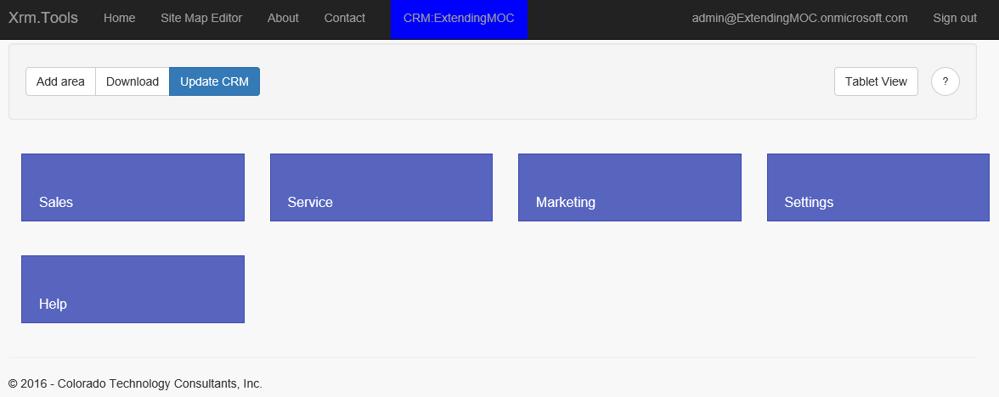 Xrm.Tools Home Site Map Editor About Contact CRM:ExtendingMOC admin@ExtendingMOC.onmicrosoft.com Sign out
Add area Download Update CRM Tablet View ?
Sales Service Marketing Settings
Help
© 2016 - Colorado Technology Consultants, Inc.